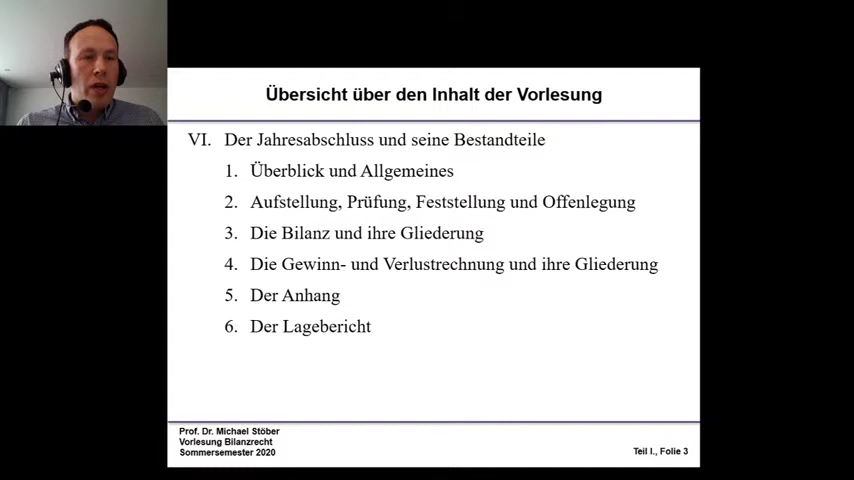 Übersicht über den Inhalt der Vorlesung
VI. Der Jahresabschluss und seine Bestandteile
1. Überblick und Allgemeines
2. Aufstellung, Prüfung, Feststellung und Offenlegung
3. Die Bilanz und ihre Gliederung
4. Die Gewinn- und Verlustrechnung und ihre Gliederung
5. Der Anhang
6. Der Lagebericht
Prof. Dr. Michael Stöber
Vorlesung Bilanzrecht
Sommersemester 2020
Teil I., Folie 3